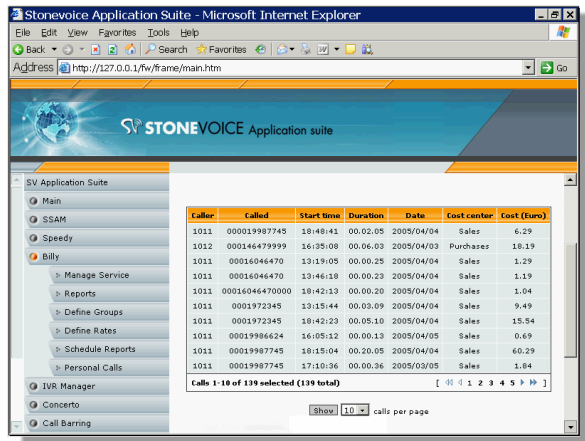 Stonevoice Application Suite - Microsoft Internet Explorer
File Edit View Favorites Tools Help
Back Search Favorites
Address http://127.0.0.1/fw/frame/main.htm Go
STONEVOICE Application suite
SV Application Suite
Main
SSAM
Speedy
Billy
Manage Service
Reports
Define Groups
Define Rates
Schedule Reports
Personal Calls
IVR Manager
Concerto
Call Barring
Caller Called Start time Duration Date Cost center Cost (Euro)
1011 000019987745 18:48:41 00.02.05 2005/04/04 Sales 6.29
1012 000146479999 16:35:08 00.06.03 2005/04/03 Purchases 18.19
1011 00016046470 13:19:05 00.00.25 2005/04/04 Sales 1.29
1011 00016046470 13:46:18 00.00.23 2005/04/04 Sales 1.19
1011 00016046470000 18:42:13 00.00.20 2005/04/04 Sales 1.04
1011 0001972345 13:15:44 00.03.09 2005/04/04 Sales 9.49
1011 0001972345 18:42:23 00.05.10 2005/04/04 Sales 15.54
1011 00019986624 16:05:12 00.00.13 2005/04/05 Sales 0.69
1011 00019987745 18:15:04 00.20.05 2005/04/04 Sales 60.29
1011 00019987745 17:10:36 00.00.36 2005/03/05 Sales 1.84
Calls 1-10 of 139 selected (139 total) [ 1 2 3 4 5 ]
Show 10 calls per page